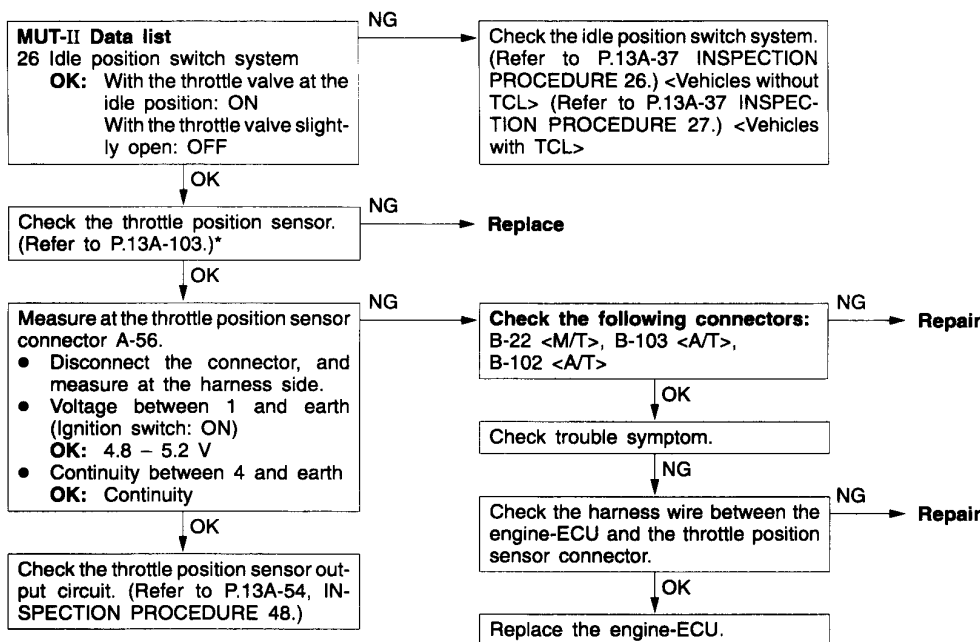 MUT-II Data list
26 Idle position switch system
OK: With the throttle valve at the
idle position: ON
With the throttle valve slight-
ly open: OFF
NG
Check the idle position switch system.
(Refer to P.13A-37 INSPECTION
PROCEDURE 26.) <Vehicles without
TCL> (Refer to P.13A-37 INSPEC-
TION PROCEDURE 27.) <Vehicles
with TCL>
OK
Check the throttle position sensor.
(Refer to P.13A-103.)*
NG
Replace
OK
Measure at the throttle position sensor
connector A-56.
● Disconnect the connector, and
measure at the harness side.
● Voltage between 1 and earth
(Ignition switch: ON)
OK: 4.8 – 5.2 V
● Continuity between 4 and earth
OK: Continuity
NG
Check the following connectors:
B-22 <M/T>, B-103 <A/T>,
B-102 <A/T>
NG
Repair
OK
Check trouble symptom.
NG
Check the harness wire between the
engine-ECU and the throttle position
sensor connector.
NG
Repair
OK
Replace the engine-ECU.
OK
Check the throttle position sensor out-
put circuit. (Refer to P.13A-54, IN-
SPECTION PROCEDURE 48.)